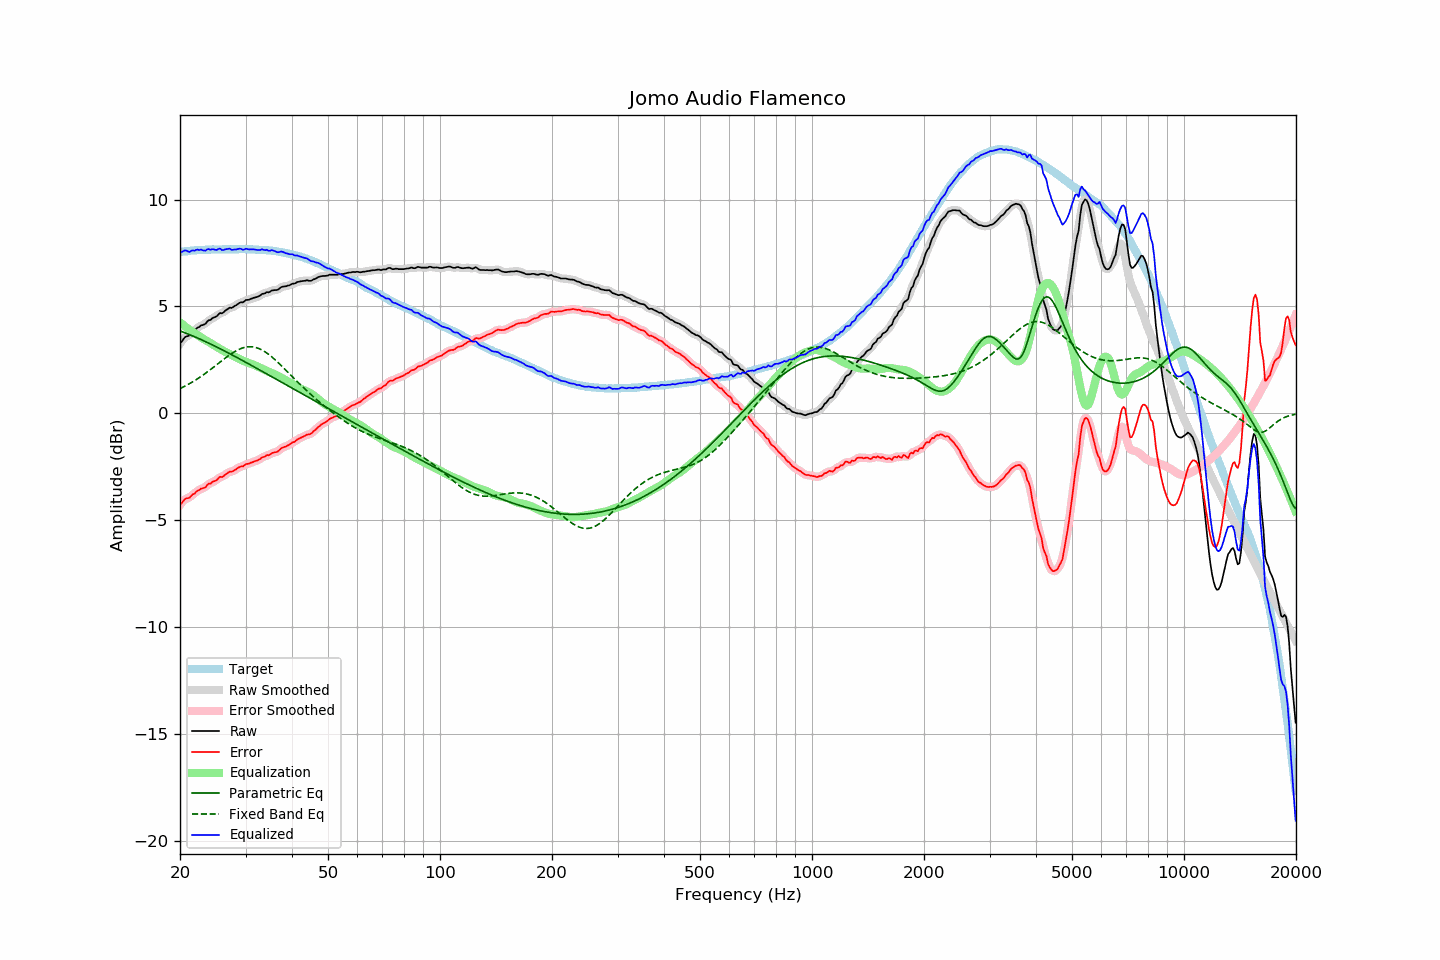 Jomo Audio Flamenco
Amplitude (dBr)
10
5
0
−5
−10
−15
−20
Target
Raw Smoothed
Error Smoothed
Raw
Error
Equalization
Parametric Eq
Fixed Band Eq
Equalized
20 50 100 200 500 1000 2000 5000 10000 20000
Frequency (Hz)